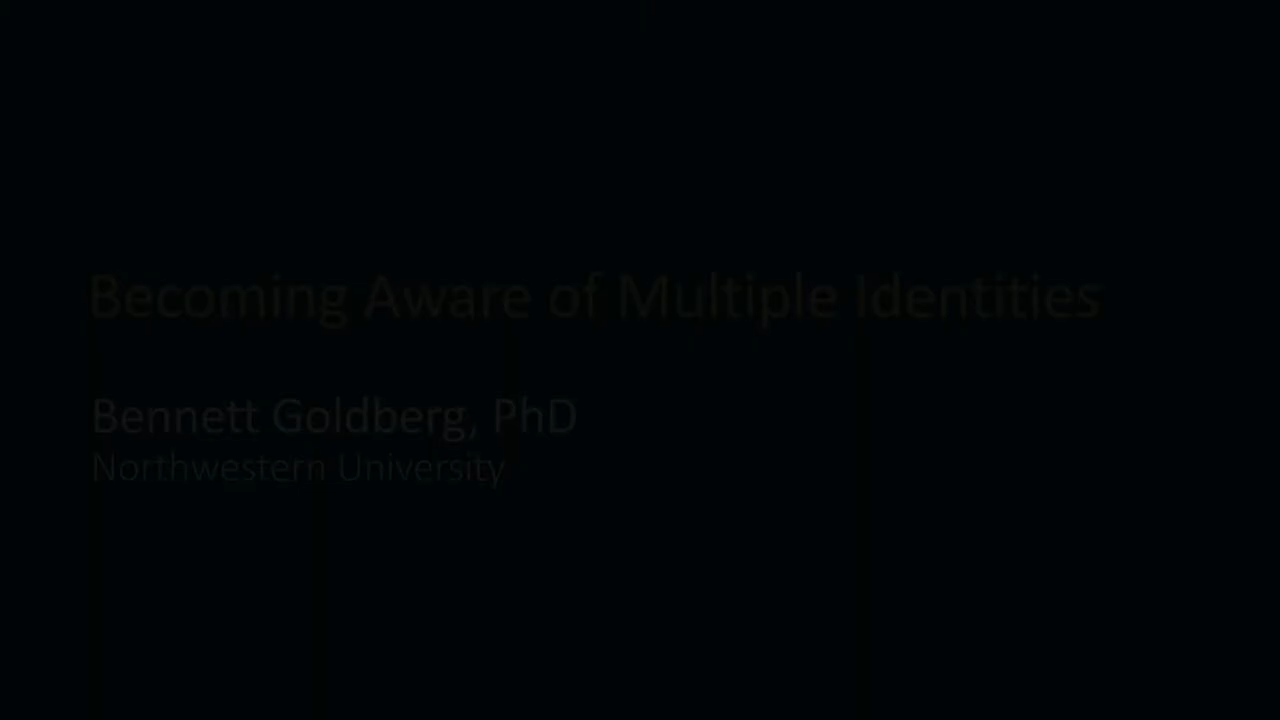 Becoming Aware of Multiple Identities
Bennett Goldberg, PhD
Northwestern University